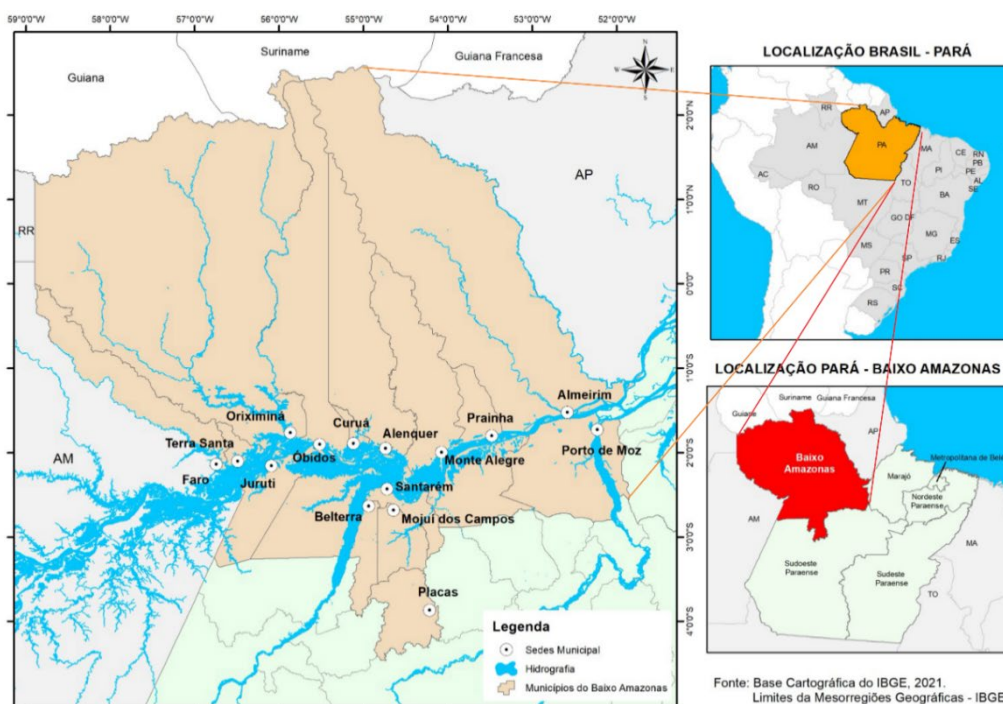 59°0'0"W
58°0'0"W
57°0'0"W
56°0'0"W
55°0'0"W
54°0'0"W
53°0'0"W
52°0'0"W
Suriname
Guiana Francesa
Guiana
2°0'0"N
1°0'0"N
0°0'0"
1°0'0"S
2°0'0"S
3°0'0"S
4°0'0"S
AP
RR
AM
Almeirim
Oriximiná
Curuá
Prainha
Alenquer
Terra Santa
Óbidos
Monte Alegre
Porto de Moz
Faro
Juruti
Santarém
Belterra
Mojuí dos Campos
Placas
Legenda
Sedes Municipal
Hidrografia
Municípios do Baixo Amazonas
LOCALIZAÇÃO BRASIL - PARÁ
RR
AP
AM
PA
MA
CE
RN
PB
PE
AL
SE
PI
AC
RO
TO
BA
MT
GO
DF
MG
ES
MS
SP
RJ
PR
SC
RS
LOCALIZAÇÃO PARÁ - BAIXO AMAZONAS
Suriname
Guiana Francesa
Guiana
AP
Baixo
Amazonas
Marajó
Metropolitana de Belé
Nordeste
Paraense
AM
MA
Sudoeste
Paraense
Sudeste
Paraense
TO
Fonte: Base Cartográfica do IBGE, 2021.
Limites da Mesorregiões Geográficas - IBGE